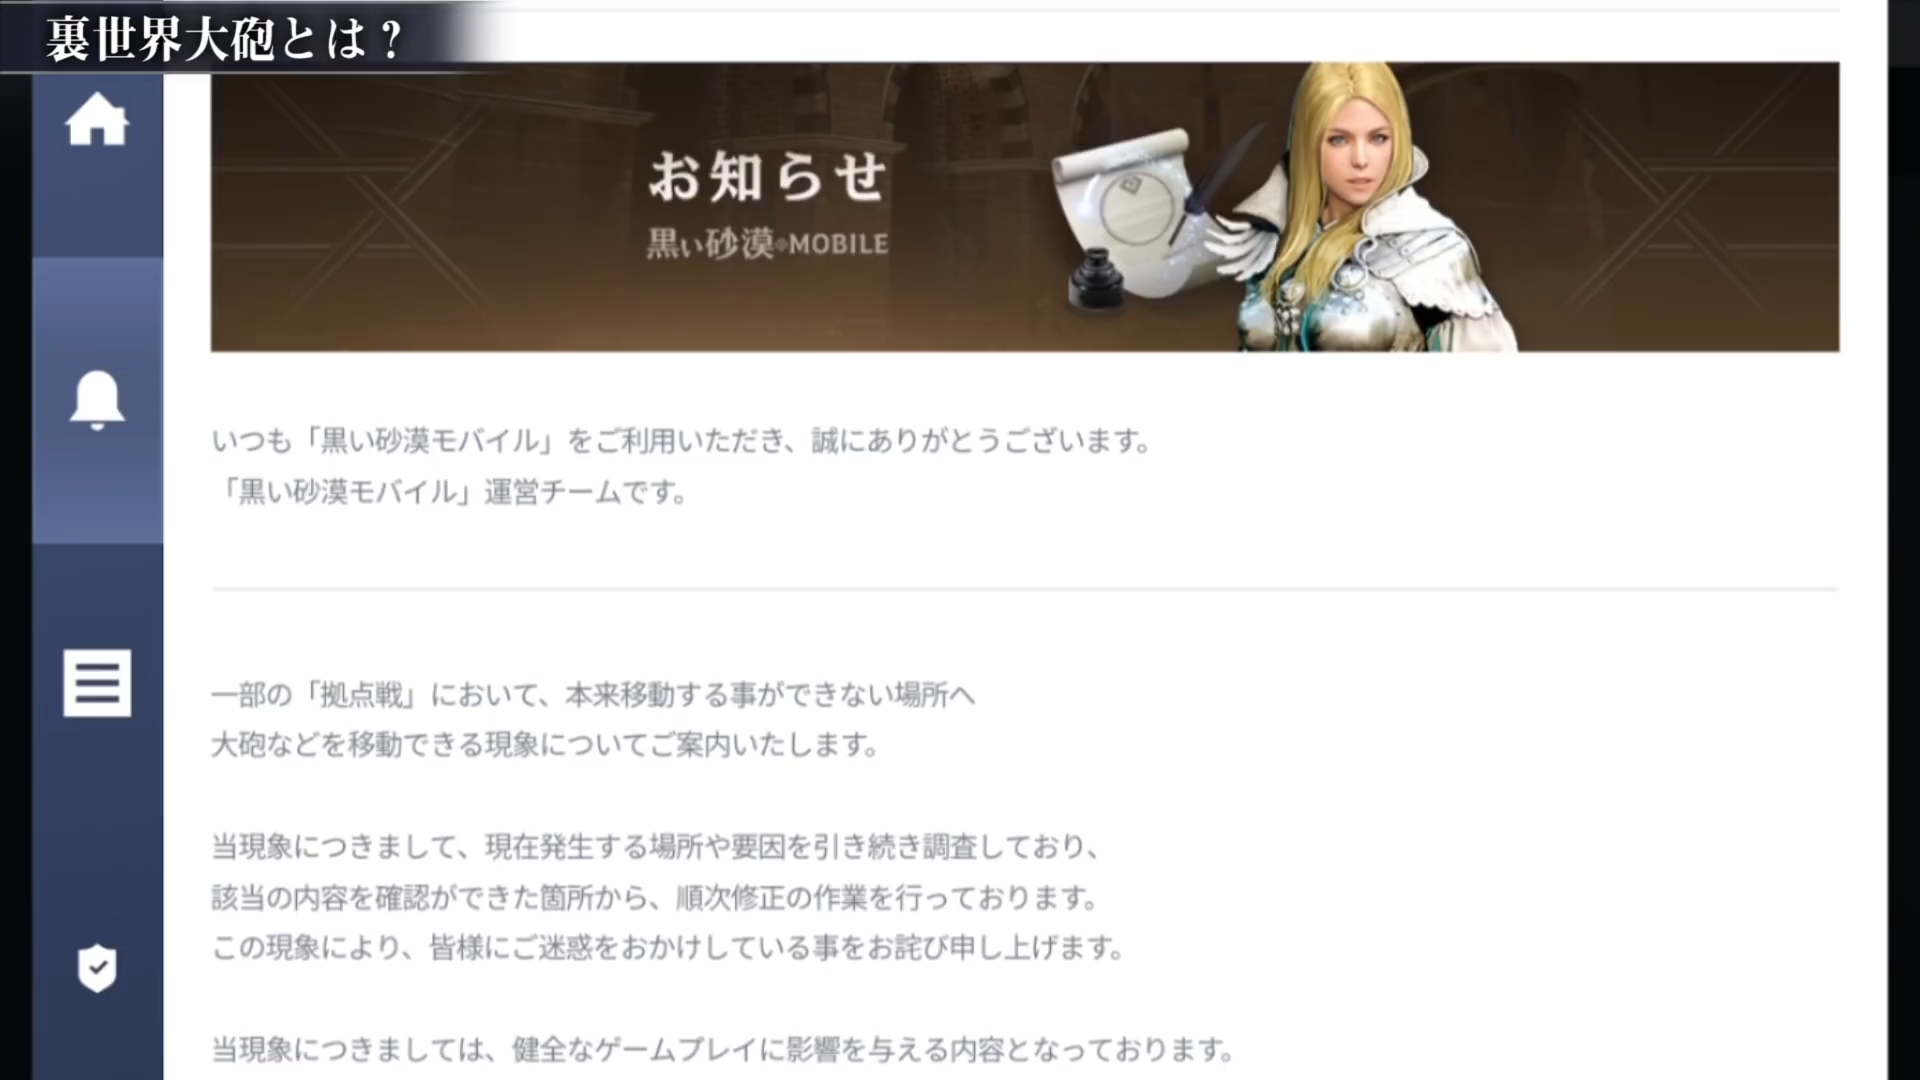 裏世界大砲とは？
お知らせ
黒い砂漠 MOBILE
いつも「黒い砂漠モバイル」をご利用いただき、誠にありがとうございます。
「黒い砂漠モバイル」運営チームです。
一部の「拠点戦」において、本来移動する事ができない場所へ
大砲などを移動できる現象についてご案内いたします。
当現象につきまして、現在発生する場所や要因を引き続き調査しており、
該当の内容を確認ができた箇所から、順次修正の作業を行っております。
この現象により、皆様にご迷惑をおかけしている事をお詫び申し上げます。
当現象につきましては、健全なゲームプレイに影響を与える内容となっております。